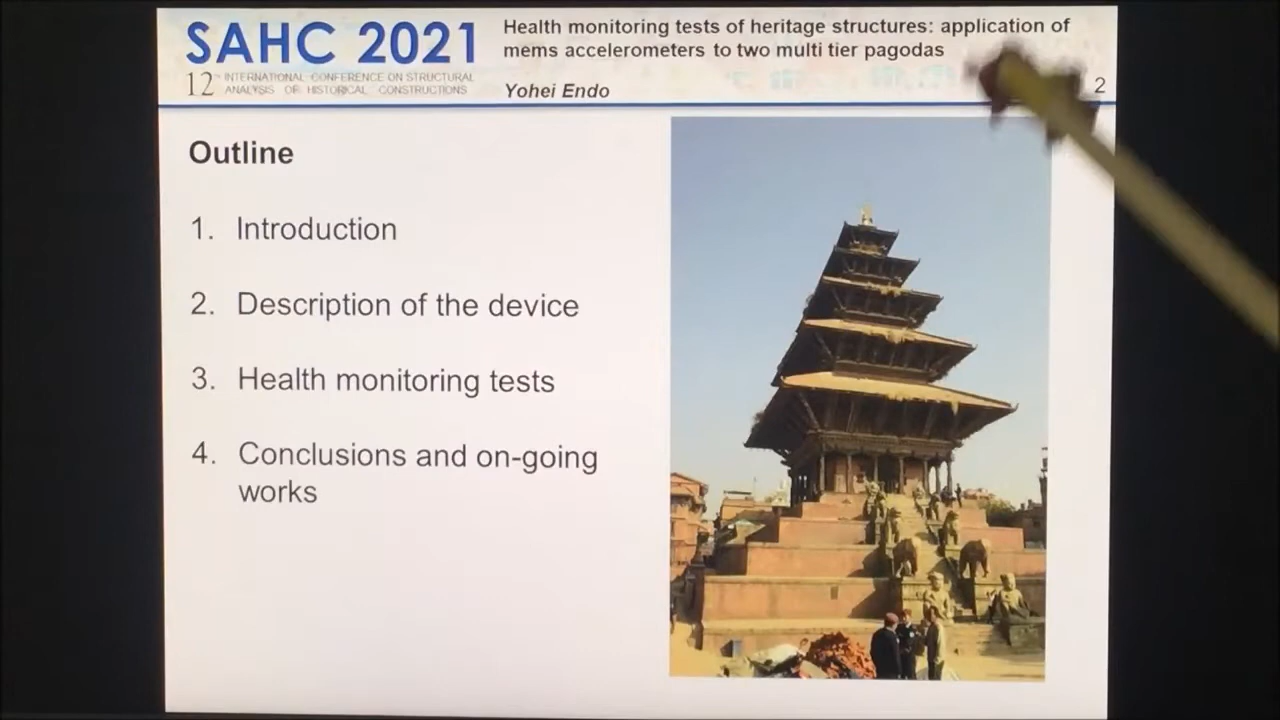 SAHC 2021
12TH INTERNATIONAL CONFERENCE ON STRUCTURAL
ANALYSIS OF HISTORICAL CONSTRUCTIONS
Health monitoring tests of heritage structures: application of
mems accelerometers to two multi tier pagodas
Yohei Endo
2
Outline
1. Introduction
2. Description of the device
3. Health monitoring tests
4. Conclusions and on-going
works